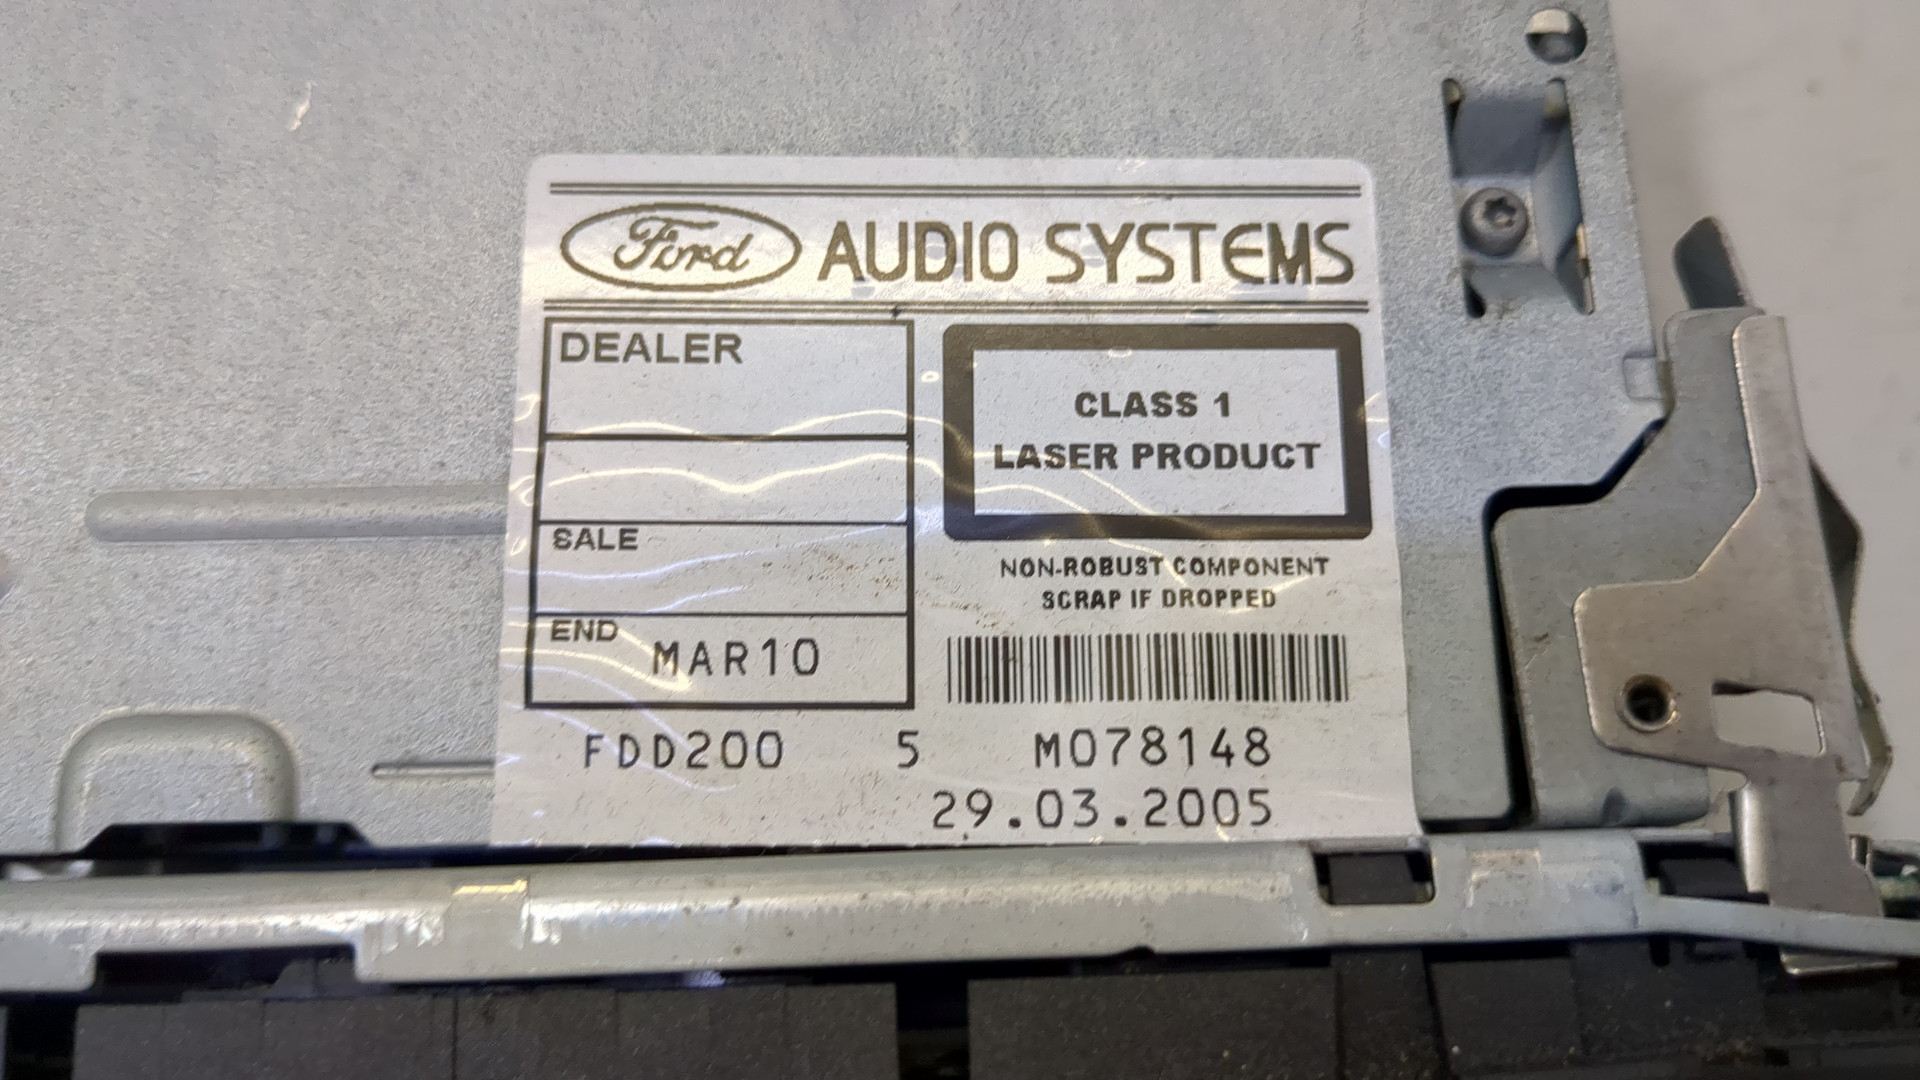 Ford AUDIO SYSTEMS
DEALER
SALE
END MAR10
CLASS 1
LASER PRODUCT
NON-ROBUST COMPONENT
SCRAP IF DROPPED
FDD200 5 M078148
29.03.2005